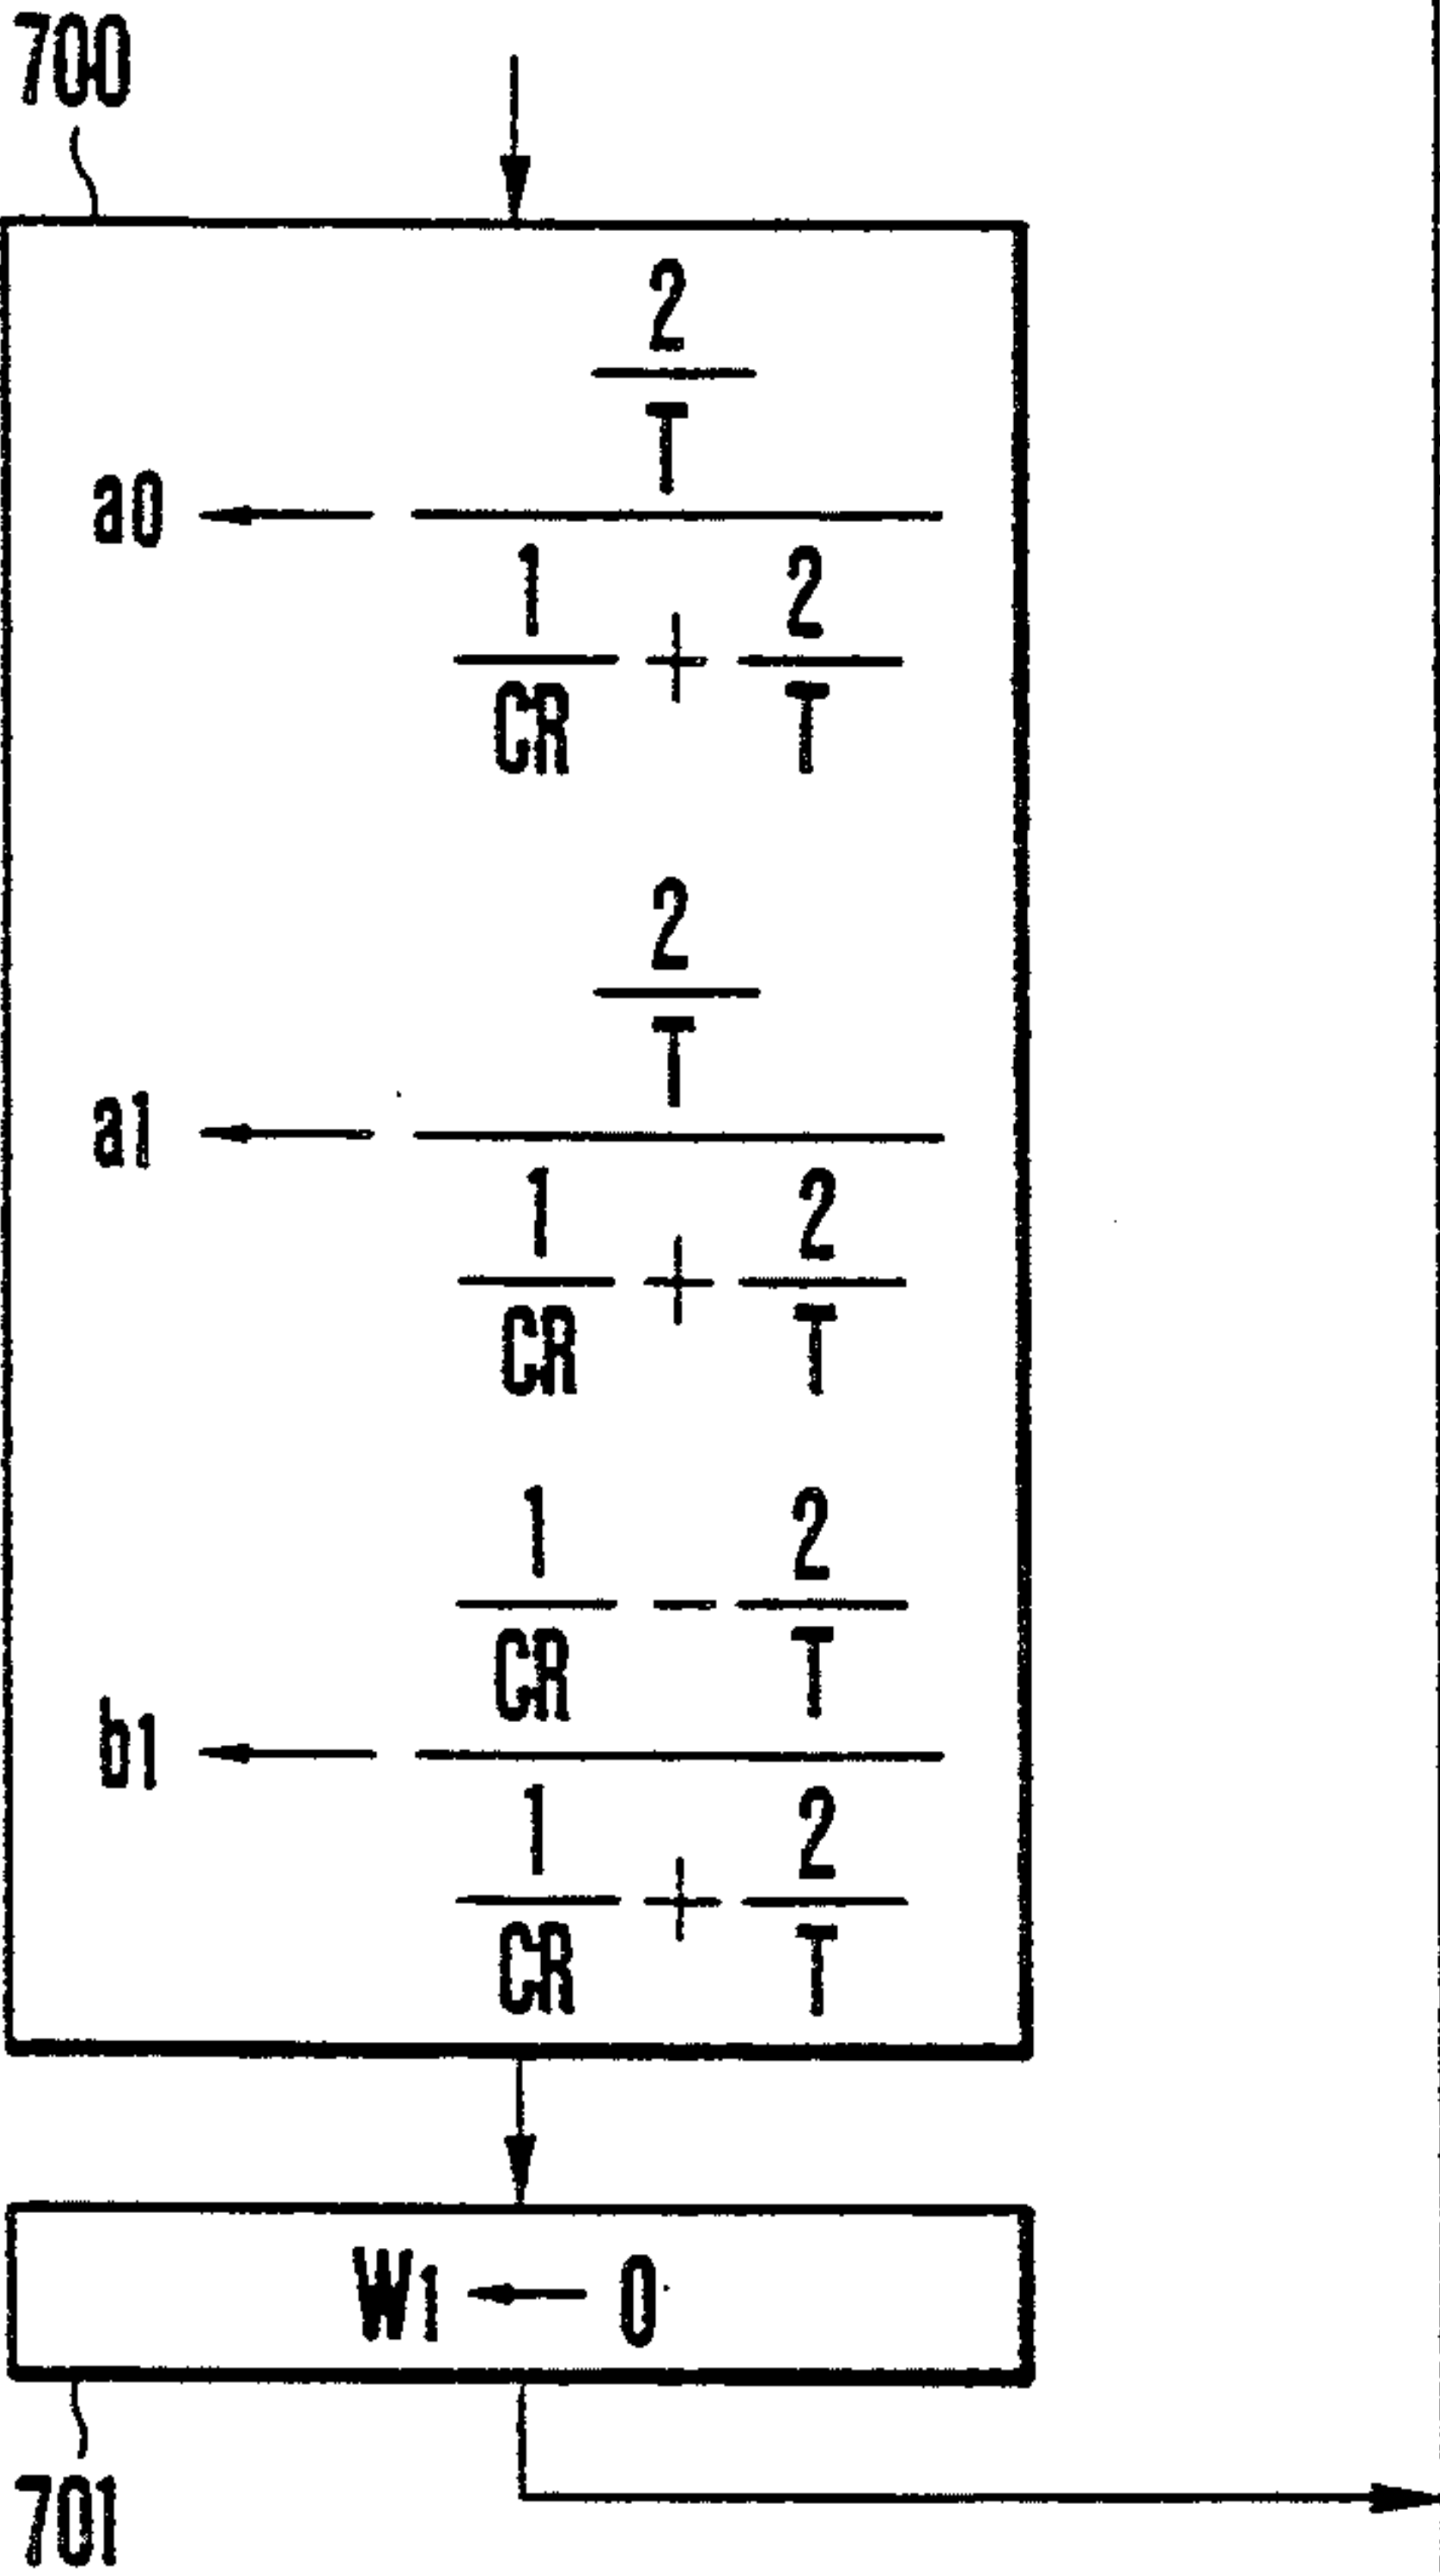 700
a0 ← (2/T) / (1/CR + 2/T)
a1 ← (2/T) / (1/CR + 2/T)
b1 ← (1/CR − 2/T) / (1/CR + 2/T)
W1 ← 0
701